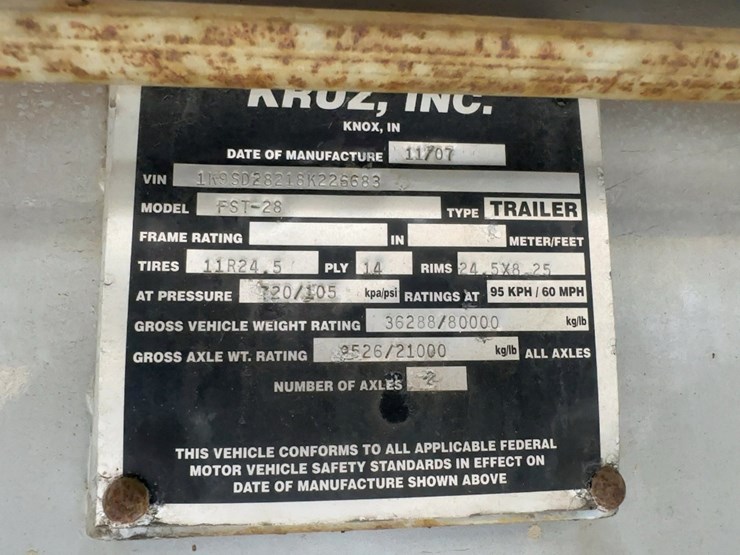 KRUZ, INC.
KNOX, IN
DATE OF MANUFACTURE 11/07
VIN 1K9SD28218K226683
MODEL FST-28 TYPE TRAILER
FRAME RATING IN METER/FEET
TIRES 11R24.5 PLY 14 RIMS 24.5X8.25
AT PRESSURE 720/105 kpa/psi RATINGS AT 95 KPH / 60 MPH
GROSS VEHICLE WEIGHT RATING 36288/80000 kg/lb
GROSS AXLE WT. RATING 9526/21000 kg/lb ALL AXLES
NUMBER OF AXLES 2
THIS VEHICLE CONFORMS TO ALL APPLICABLE FEDERAL
MOTOR VEHICLE SAFETY STANDARDS IN EFFECT ON
DATE OF MANUFACTURE SHOWN ABOVE